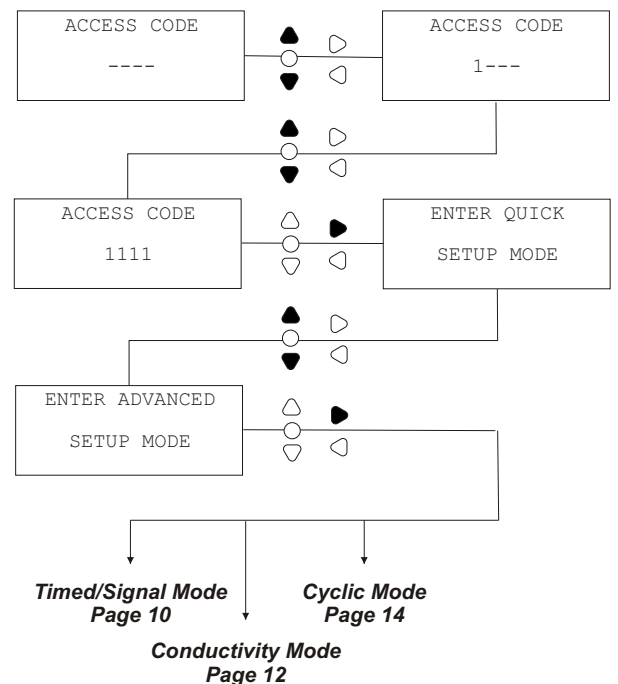 ACCESS CODE
----
ACCESS CODE
1---
ACCESS CODE
1111
ENTER QUICK
SETUP MODE
ENTER ADVANCED
SETUP MODE
Timed/Signal Mode
Page 10
Cyclic Mode
Page 14
Conductivity Mode
Page 12